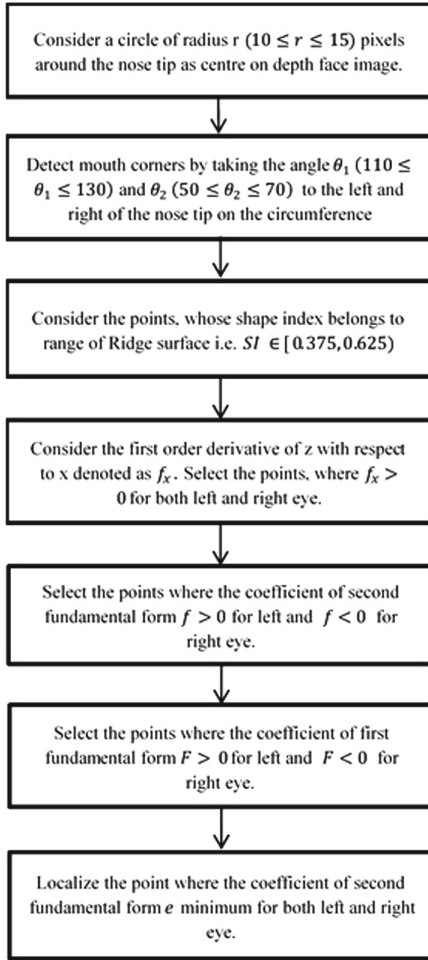 Consider a circle of radius r (10 ≤ r ≤ 15) pixels
around the nose tip as centre on depth face image.
Detect mouth corners by taking the angle θ₁ (110 ≤
θ₁ ≤ 130) and θ₂ (50 ≤ θ₂ ≤ 70) to the left and
right of the nose tip on the circumference
Consider the points, whose shape index belongs to
range of Ridge surface i.e. SI ∈ [0.375, 0.625)
Consider the first order derivative of z with respect
to x denoted as fₓ. Select the points, where fₓ >
0 for both left and right eye.
Select the points where the coefficient of second
fundamental form f > 0 for left and f < 0 for
right eye.
Select the points where the coefficient of first
fundamental form F > 0 for left and F < 0 for
right eye.
Localize the point where the coefficient of second
fundamental form e minimum for both left and right
eye.